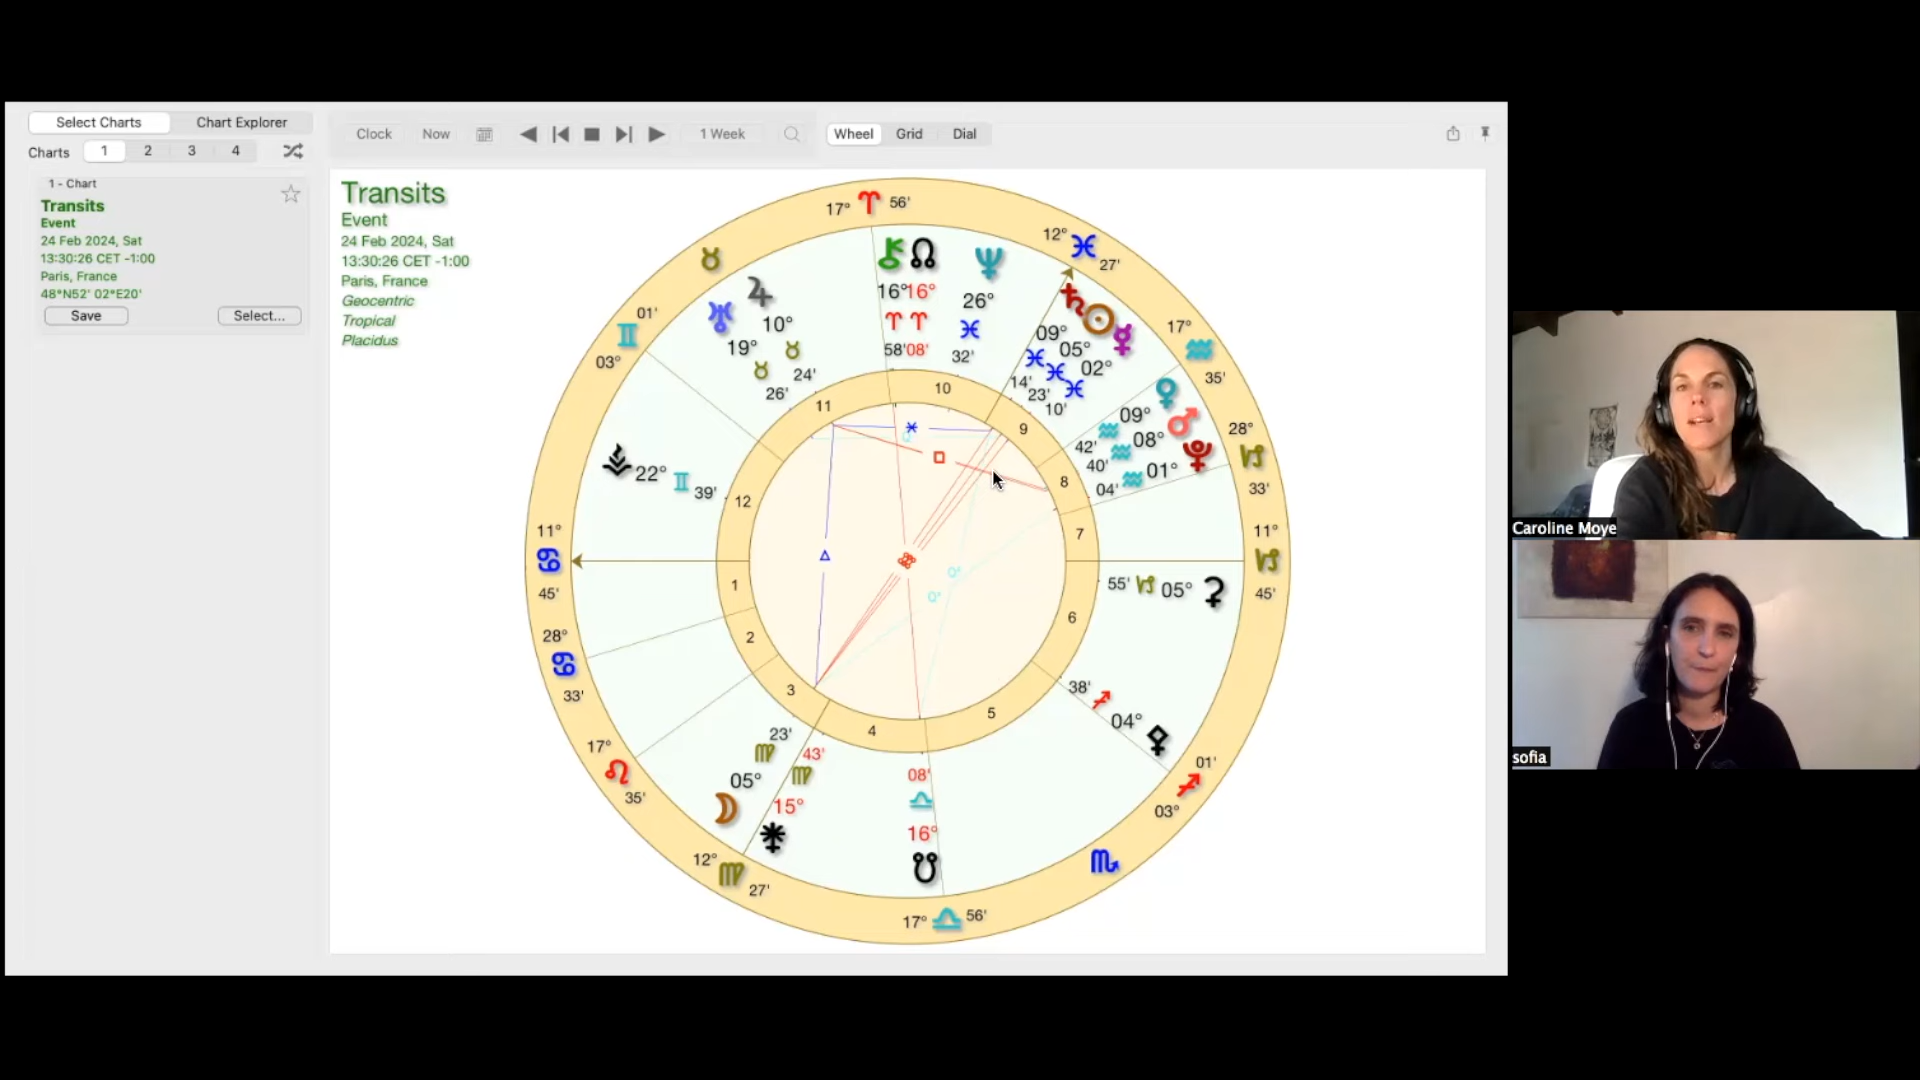 Select Charts
Chart Explorer
Charts
1
2
3
4
1 - Chart
Transits
Event
24 Feb 2024, Sat
13:30:26 CET -1:00
Paris, France
48°N52' 02°E20'
Save
Select...
Clock
Now
1 Week
Wheel
Grid
Dial
Transits
Event
24 Feb 2024, Sat
13:30:26 CET -1:00
Paris, France
Geocentric
Tropical
Placidus
17° ♈ 56'
12° ♓ 27'
17° ♒ 35'
28° ♑ 33'
11° ♑ 45'
03° ♐ 01'
♏
17° ♎ 56'
12° ♍ 27'
17° ♌ 35'
28° ♋ 33'
11° ♋ 45'
03° ♊ 01'
♉
16° ♈ 58'
16° ♈ 08'
26° ♓ 32'
09° ♓ 14'
05° ♓ 23'
02° ♓ 10'
09° ♒ 42'
08° ♒ 40'
01° ♒ 04'
55' ♑ 05°
38' ♐ 04°
08' ♎ 16°
43' ♍ 15°
23' ♍ 05°
22° ♊ 39'
19° ♉ 26'
10° ♉ 24'
1
2
3
4
5
6
7
8
9
10
11
12
Caroline Moye
sofia